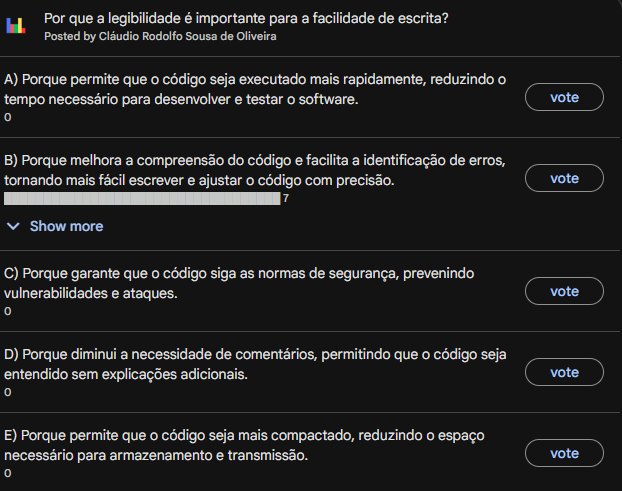 Por que a legibilidade é importante para a facilidade de escrita?
Posted by Cláudio Rodolfo Sousa de Oliveira
A) Porque permite que o código seja executado mais rapidamente, reduzindo o
tempo necessário para desenvolver e testar o software.
0
vote
B) Porque melhora a compreensão do código e facilita a identificação de erros,
tornando mais fácil escrever e ajustar o código com precisão.
7
vote
Show more
C) Porque garante que o código siga as normas de segurança, prevenindo
vulnerabilidades e ataques.
0
vote
D) Porque diminui a necessidade de comentários, permitindo que o código seja
entendido sem explicações adicionais.
0
vote
E) Porque permite que o código seja mais compactado, reduzindo o espaço
necessário para armazenamento e transmissão.
0
vote